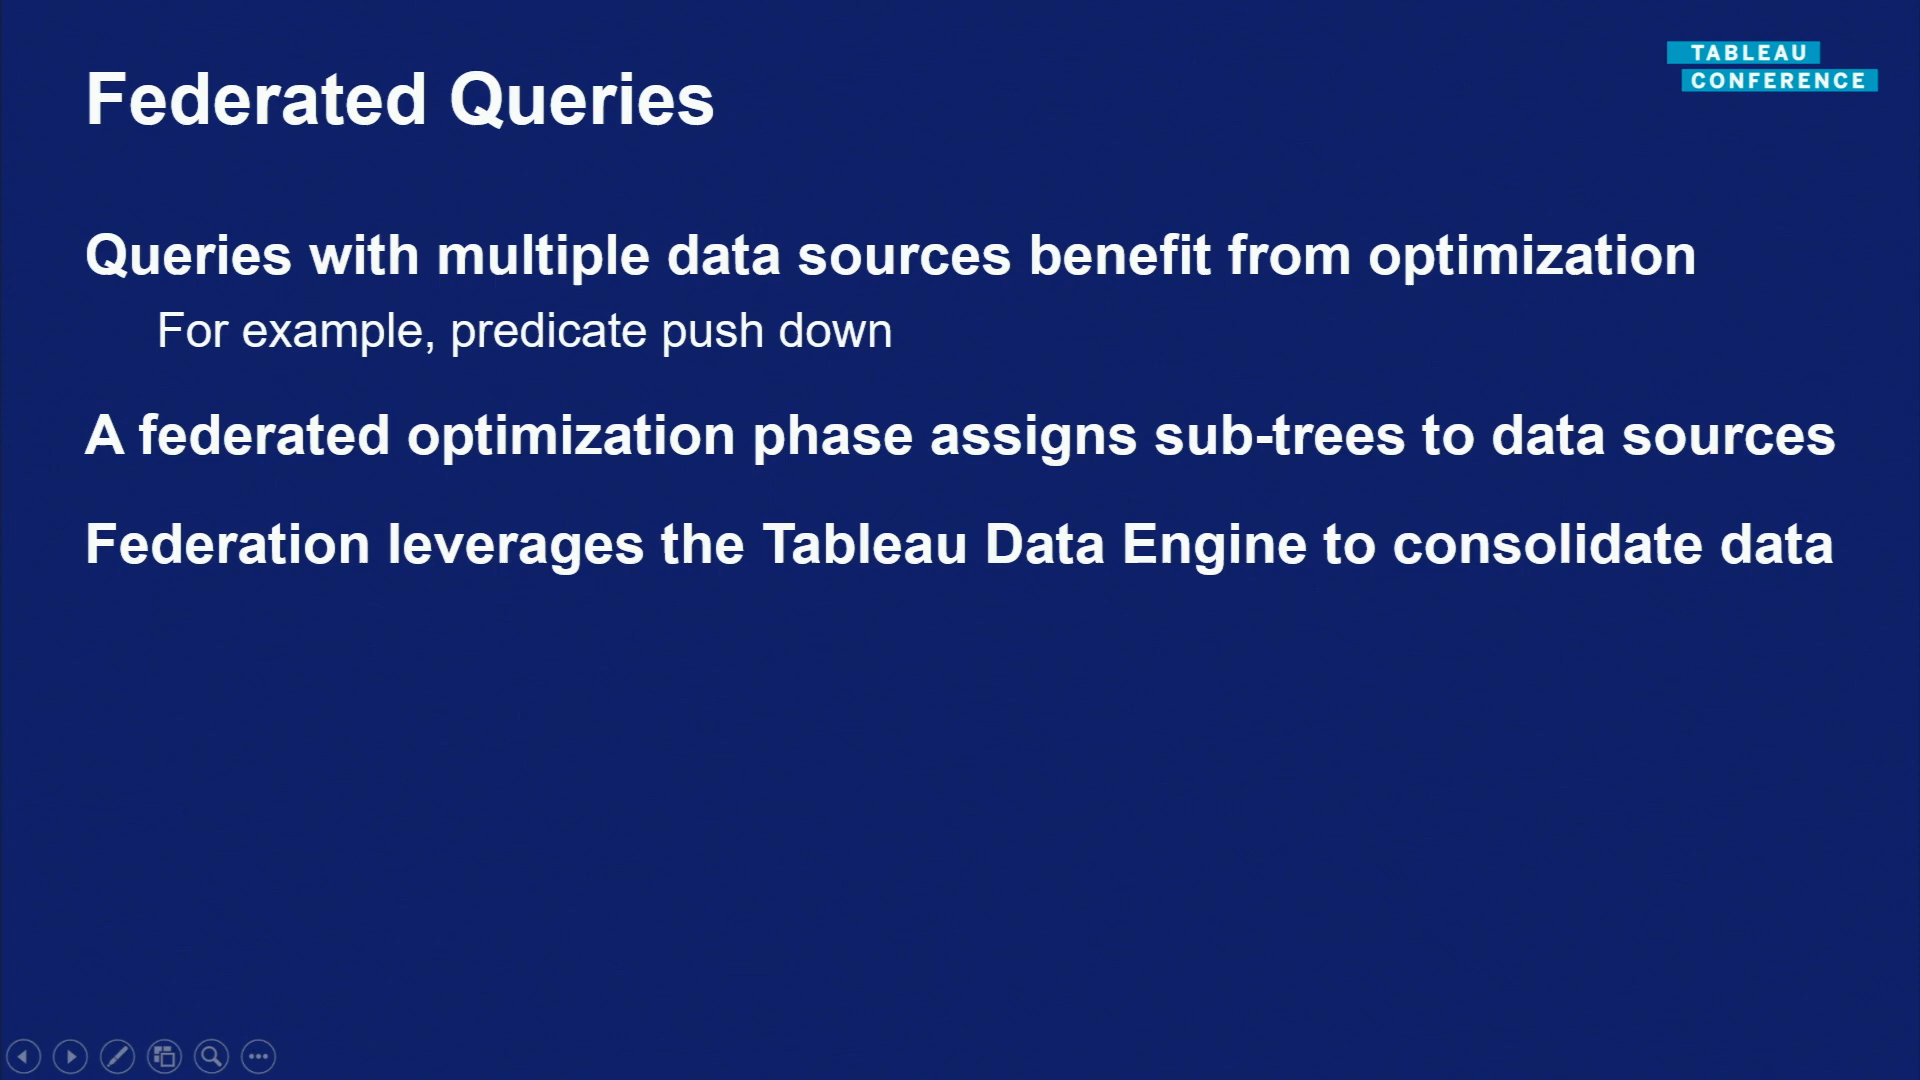 Federated Queries
TABLEAU
CONFERENCE
Queries with multiple data sources benefit from optimization
For example, predicate push down
A federated optimization phase assigns sub-trees to data sources
Federation leverages the Tableau Data Engine to consolidate data